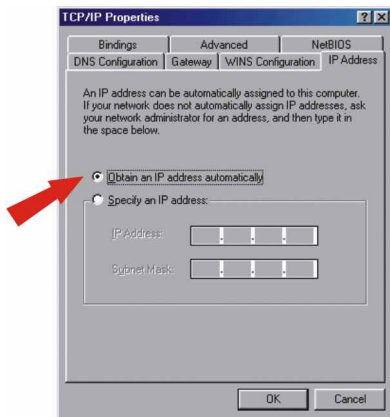 TCP/IP Properties
Bindings Advanced NetBIOS
DNS Configuration Gateway WINS Configuration IP Address
An IP address can be automatically assigned to this computer.
If your network does not automatically assign IP addresses, ask
your network administrator for an address, and then type it in
the space below.
Obtain an IP address automatically
Specify an IP address:
IP Address:
Subnet Mask:
OK Cancel